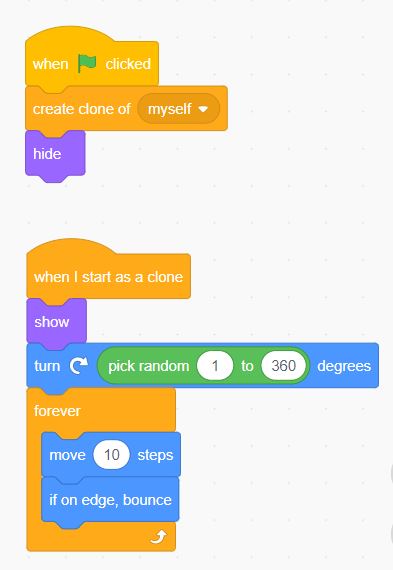 when clicked
create clone of myself
hide
when I start as a clone
show
turn pick random 1 to 360 degrees
forever
move 10 steps
if on edge, bounce